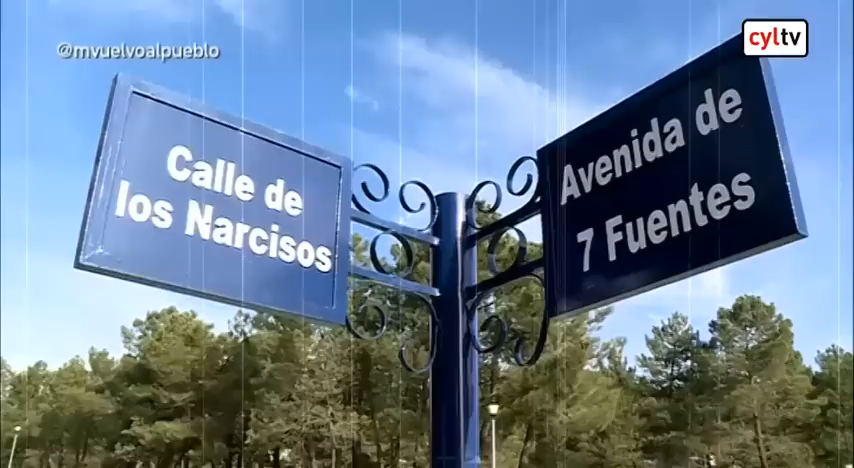 @mvuelvoalpueblo
cyltv
Calle de
los Narcisos
Avenida de
7 Fuentes